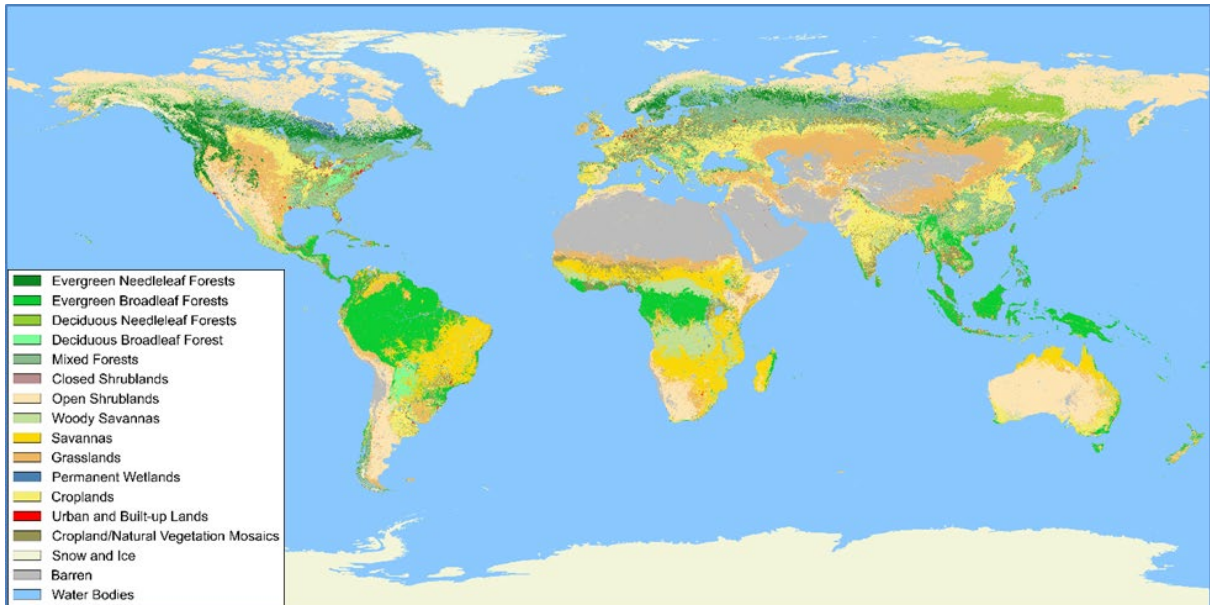 Evergreen Needleleaf Forests
Evergreen Broadleaf Forests
Deciduous Needleleaf Forests
Deciduous Broadleaf Forest
Mixed Forests
Closed Shrublands
Open Shrublands
Woody Savannas
Savannas
Grasslands
Permanent Wetlands
Croplands
Urban and Built-up Lands
Cropland/Natural Vegetation Mosaics
Snow and Ice
Barren
Water Bodies